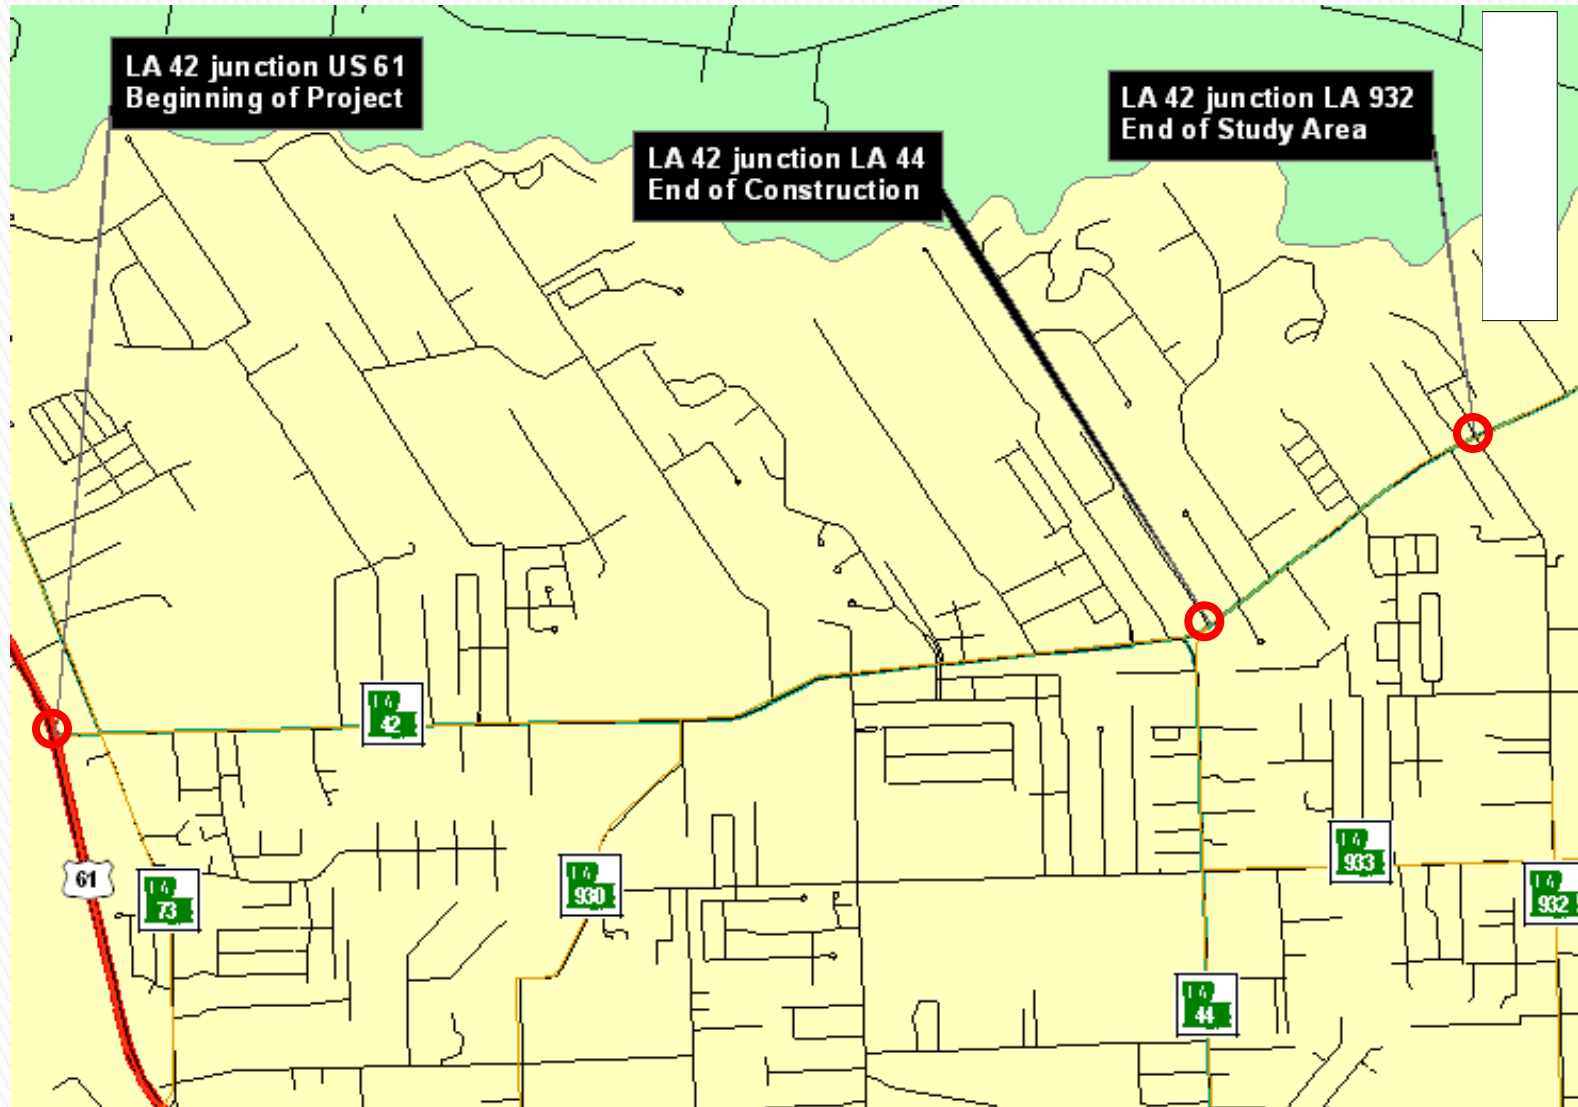 LA 42 junction US 61
Beginning of Project
LA 42 junction LA 44
End of Construction
LA 42 junction LA 932
End of Study Area
LA
42
61
LA
73
LA
930
LA
933
LA
932
LA
44